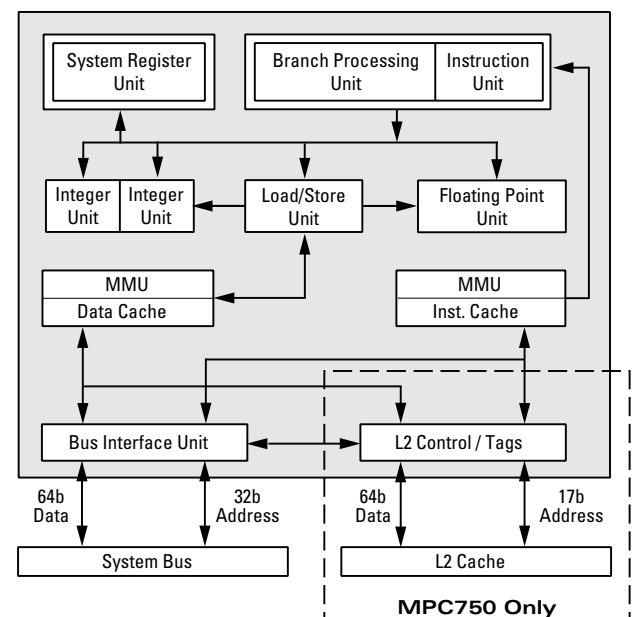 System Register
Unit
Branch Processing
Unit
Instruction
Unit
Integer
Unit
Integer
Unit
Load/Store
Unit
Floating Point
Unit
MMU
Data Cache
MMU
Inst. Cache
Bus Interface Unit
L2 Control / Tags
64b
Data
32b
Address
64b
Data
17b
Address
System Bus
L2 Cache
MPC750 Only